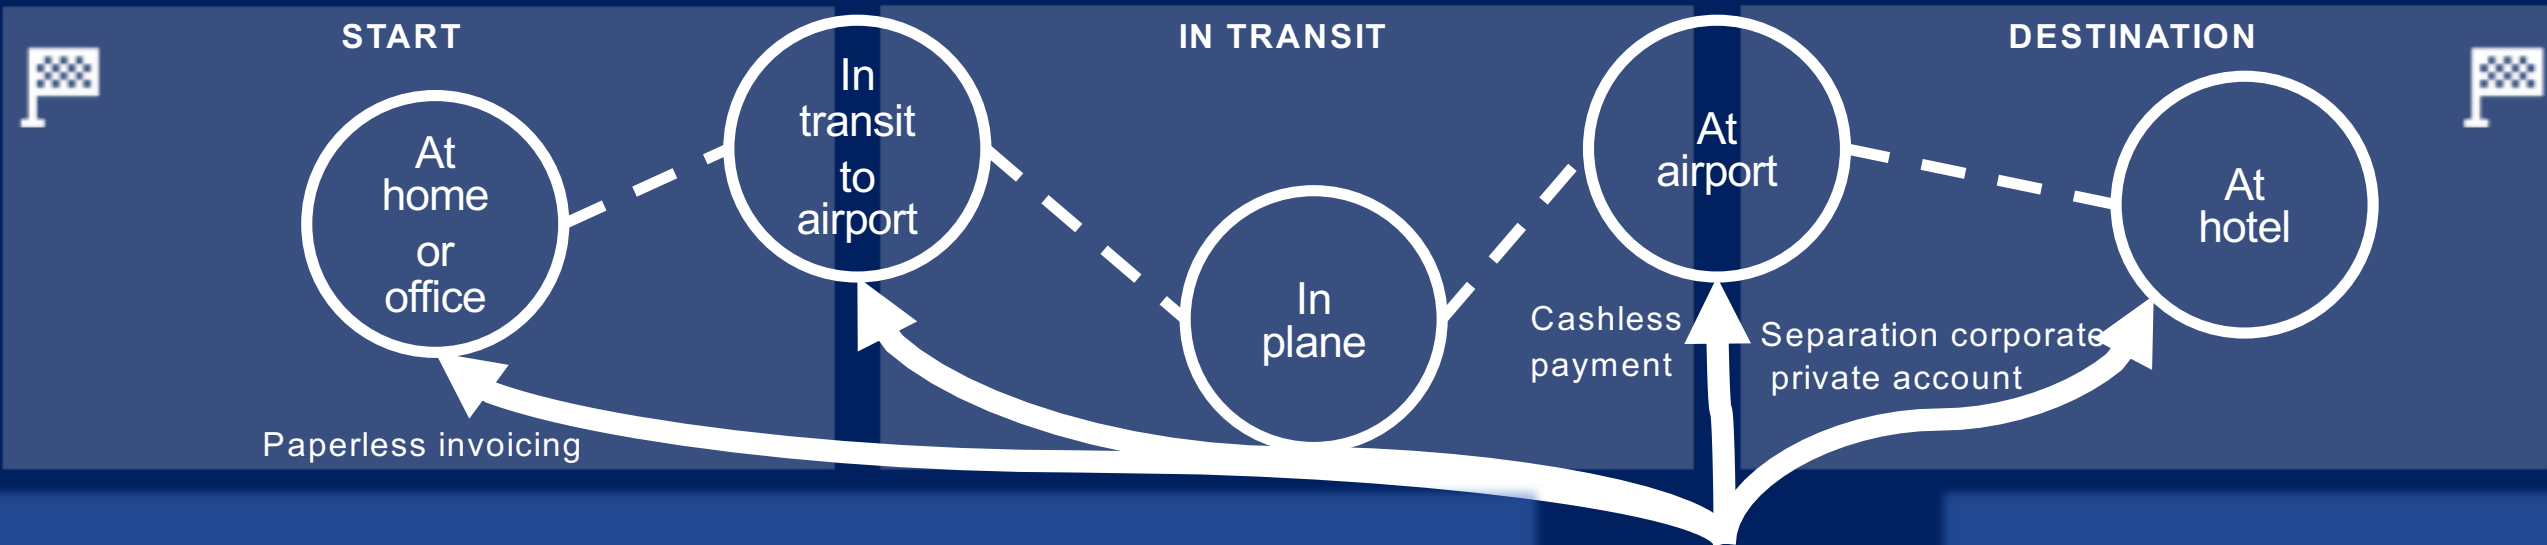 START
IN TRANSIT
DESTINATION
At
home
or
office
In
transit
to
airport
In
plane
At
airport
At
hotel
Paperless invoicing
Cashless
payment
Separation corporate
private account